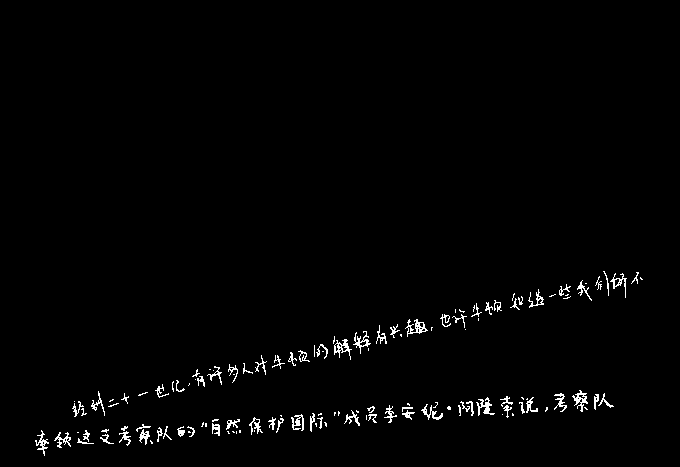 到二十一世纪,有许多人对牛顿的解释有兴趣,也许牛顿知道一些我们所不
率领这支考察队的“自然保护国际”成员李安妮·阿隆索说,考察队